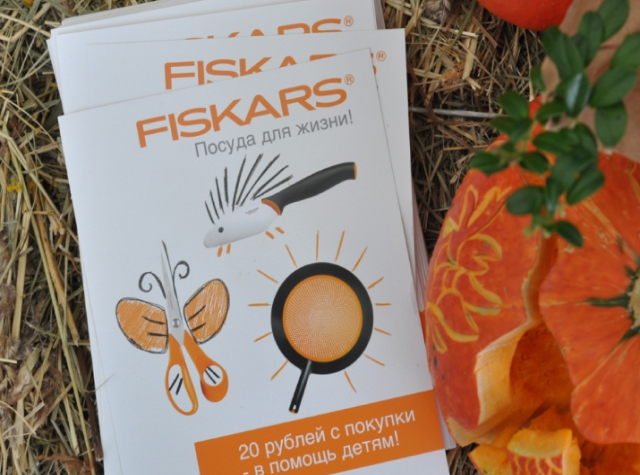 FISKARS®
FISKARS®
FISKARS®
Посуда для жизни!
20 рублей с покупки
- в помощь детям!